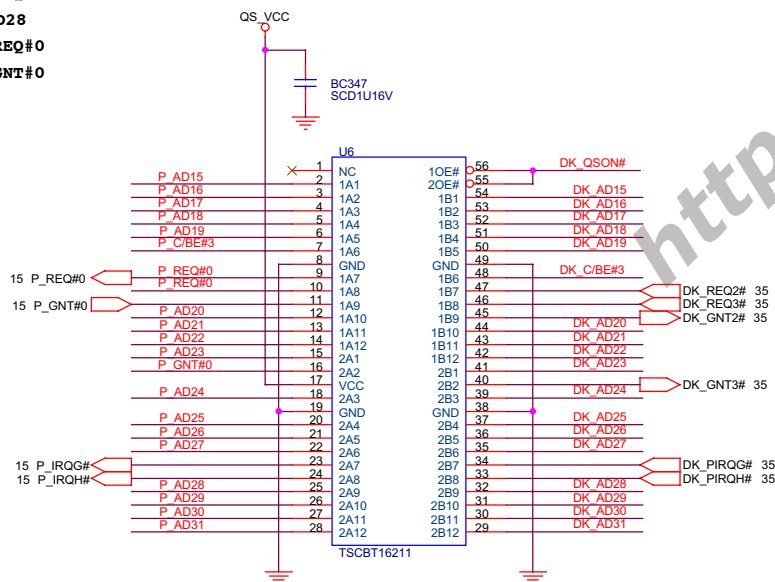 D28
REQ#0
GNT#0
QS_VCC
BC347
SCD1U16V
U6
1 NC 1OE# 56 DK_QSON#
P_AD15 2 1A1 2OE# 55
P_AD16 3 1A2 1B1 54 DK_AD15
P_AD17 4 1A3 1B2 53 DK_AD16
P_AD18 5 1A4 1B3 52 DK_AD17
P_AD19 6 1A5 1B4 51 DK_AD18
P_C/BE#3 7 1A6 1B5 50 DK_AD19
8 GND GND 49
15 P_REQ#0 P_REQ#0 9 1A7 1B6 48 DK_C/BE#3
P_REQ#0 10 1A8 1B7 47 DK_REQ2# 35
15 P_GNT#0 11 1A9 1B8 46 DK_REQ3# 35
P_AD20 12 1A10 1B9 45 DK_GNT2# 35
P_AD21 13 1A11 1B10 44 DK_AD20
P_AD22 14 1A12 1B11 43 DK_AD21
P_AD23 15 2A1 1B12 42 DK_AD22
P_GNT#0 16 2A2 2B1 41 DK_AD23
17 VCC 2B2 40 DK_GNT3# 35
P_AD24 18 2A3 2B3 39 DK_AD24
19 GND GND 38
P_AD25 20 2A4 2B4 37 DK_AD25
P_AD26 21 2A5 2B5 36 DK_AD26
P_AD27 22 2A6 2B6 35 DK_AD27
15 P_IRQG# 23 2A7 2B7 34 DK_PIRQG# 35
15 P_IRQH# 24 2A8 2B8 33 DK_PIRQH# 35
P_AD28 25 2A9 2B9 32 DK_AD28
P_AD29 26 2A10 2B10 31 DK_AD29
P_AD30 27 2A11 2B11 30 DK_AD30
P_AD31 28 2A12 2B12 29 DK_AD31
TSCBT16211
http